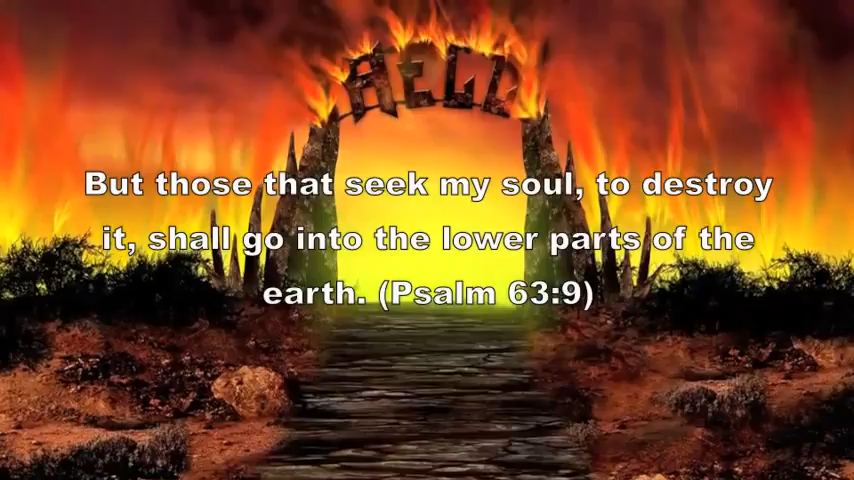 HELL
But those that seek my soul, to destroy
it, shall go into the lower parts of the
earth. (Psalm 63:9)